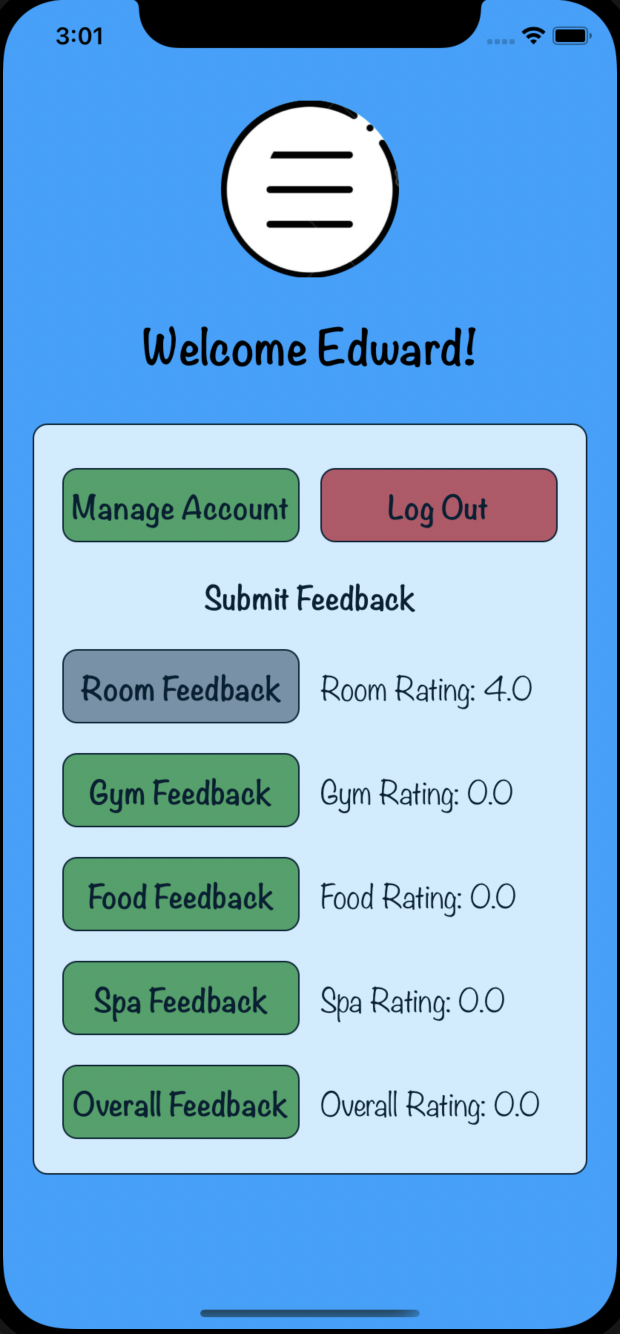 3:01
Welcome Edward!
Manage Account Log Out
Submit Feedback
Room Feedback Room Rating: 4.0
Gym Feedback Gym Rating: 0.0
Food Feedback Food Rating: 0.0
Spa Feedback Spa Rating: 0.0
Overall Feedback Overall Rating: 0.0